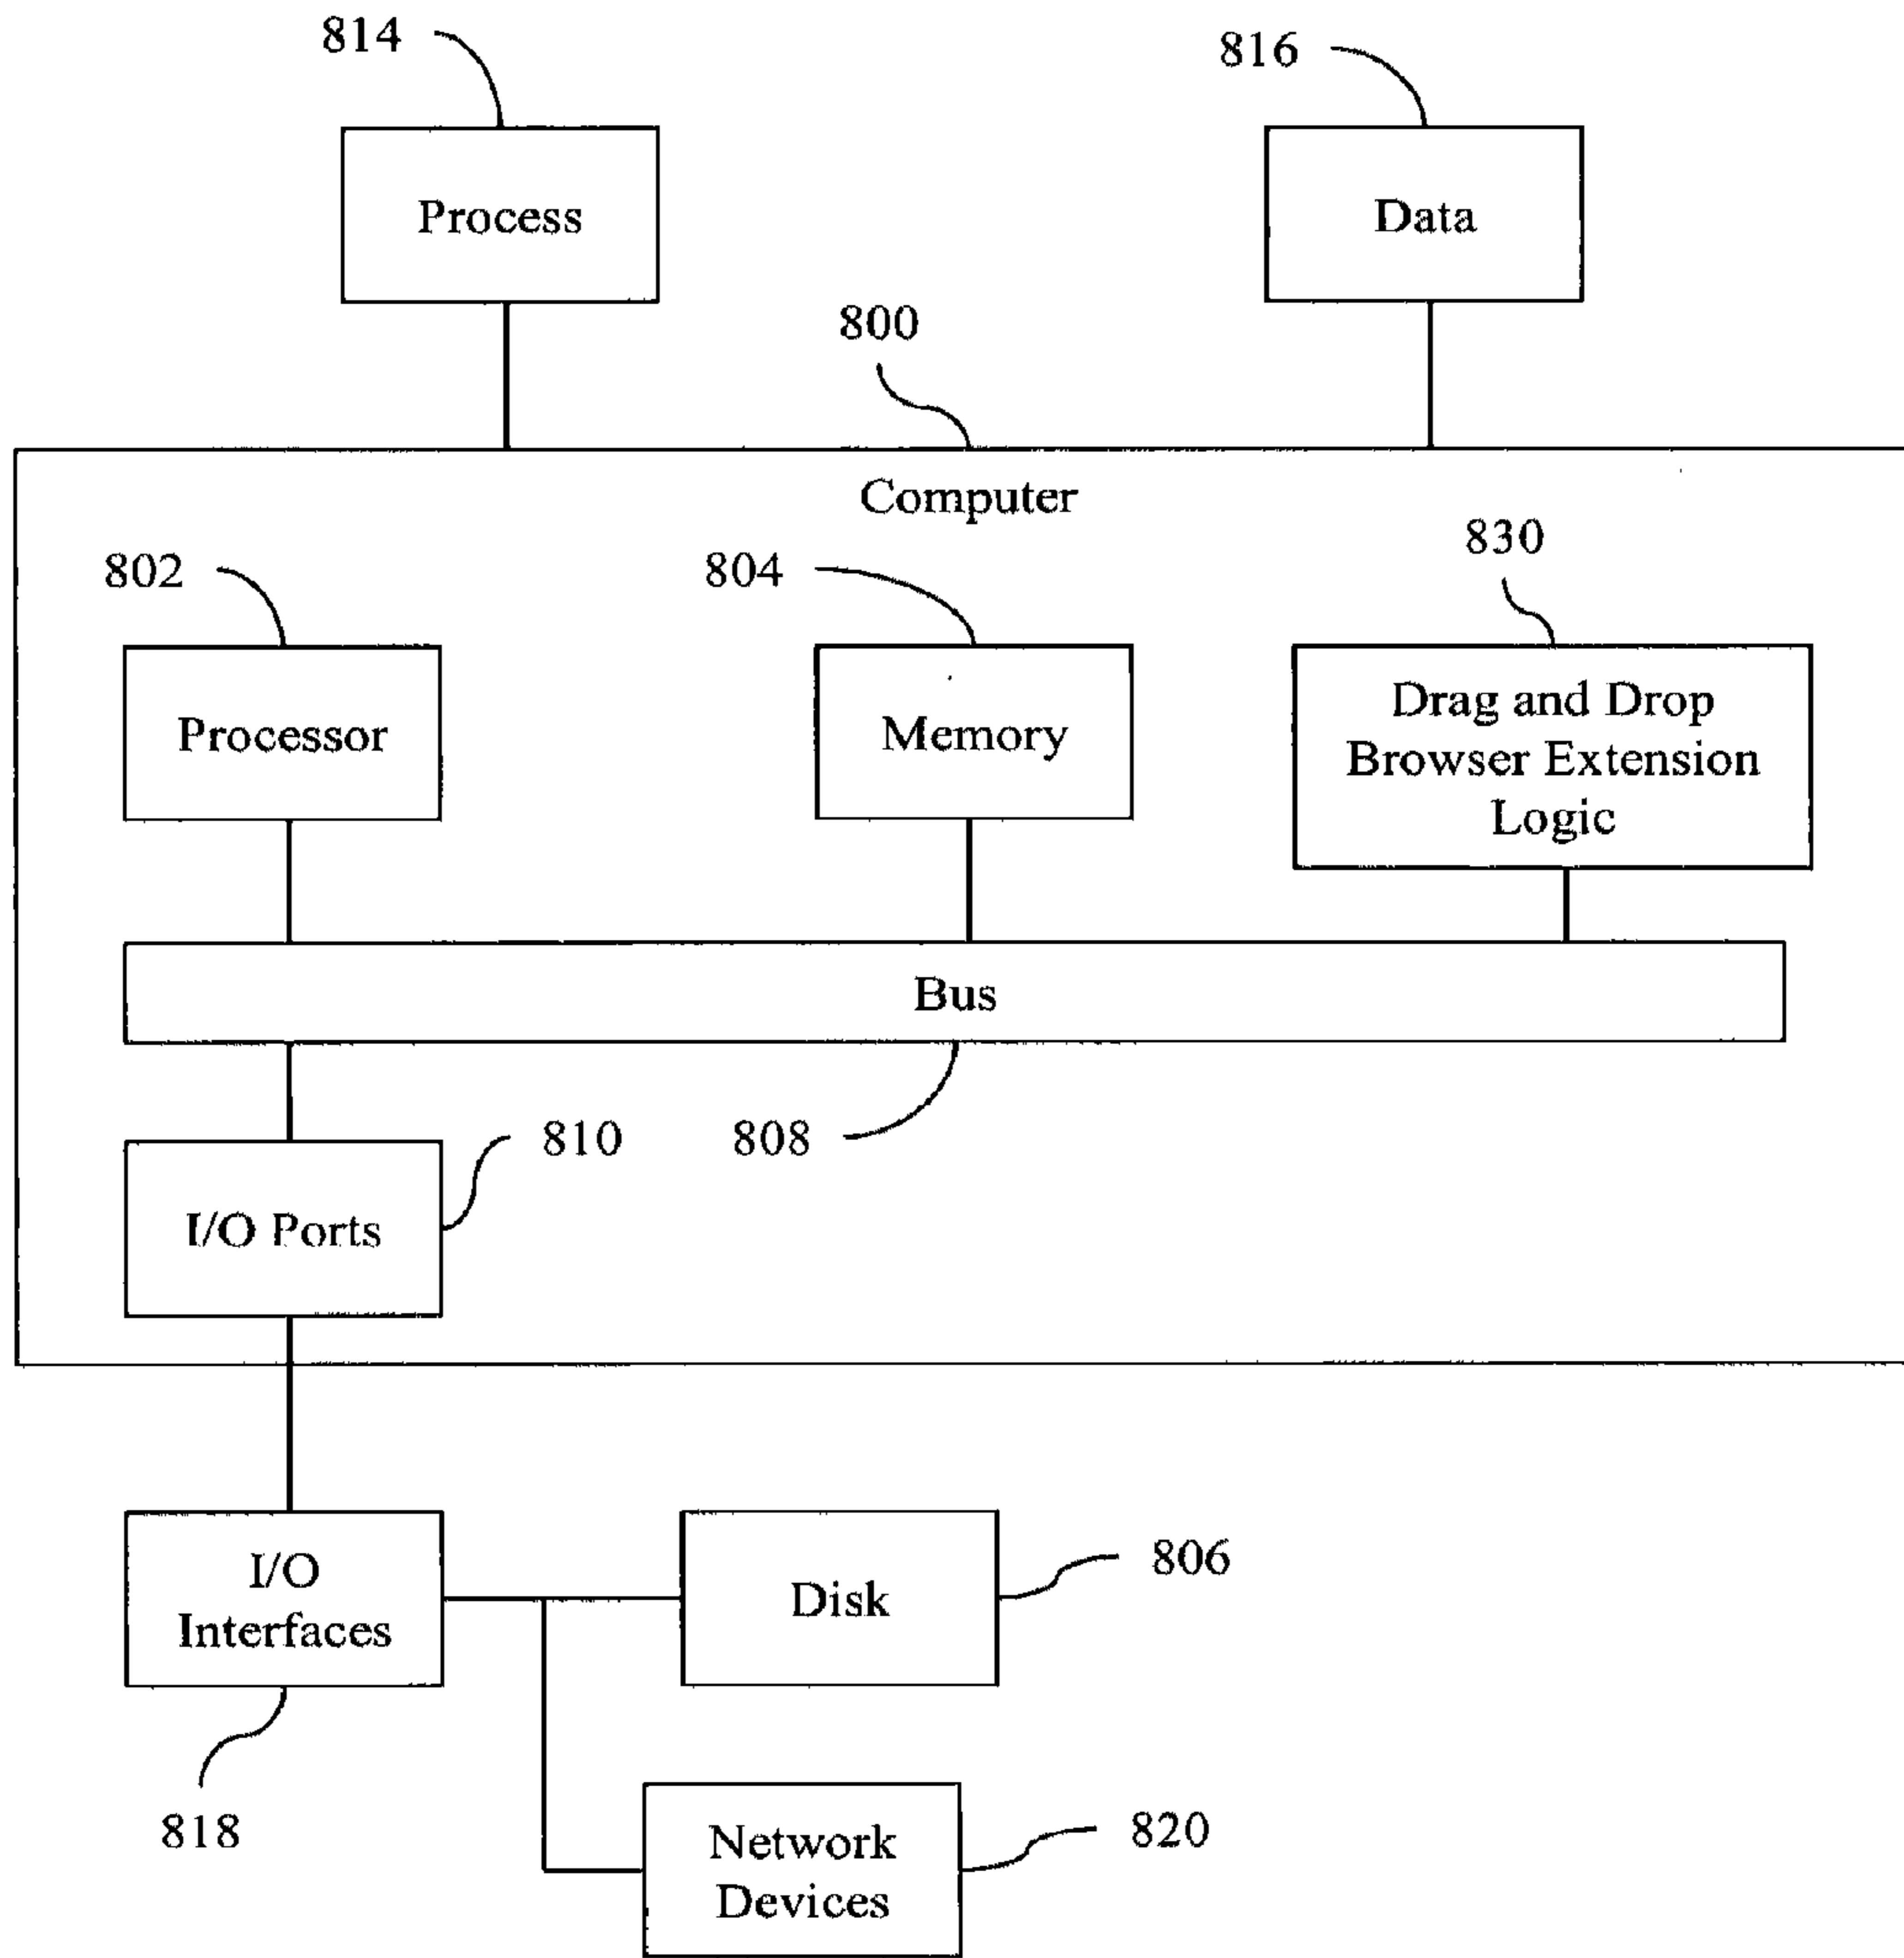 814
816
Process
Data
800
Computer
802
804
830
Processor
Memory
Drag and Drop
Browser Extension
Logic
Bus
810
808
I/O Ports
I/O
Interfaces
Disk
806
818
Network
Devices
820